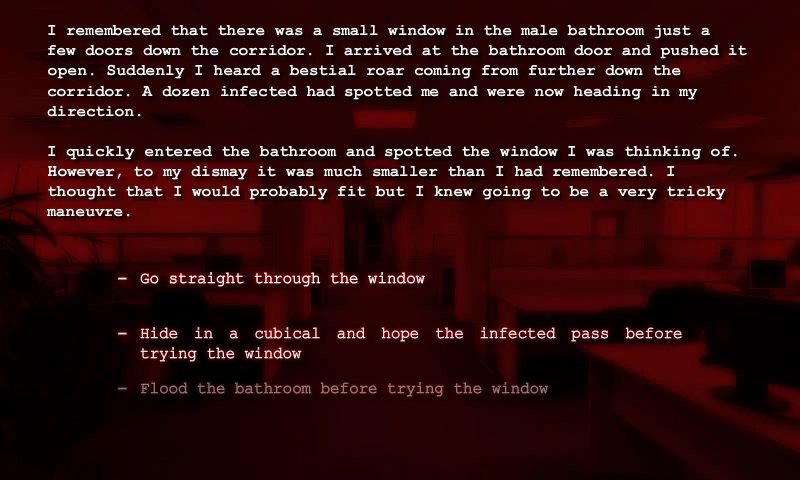 I remembered that there was a small window in the male bathroom just a
few doors down the corridor. I arrived at the bathroom door and pushed it
open. Suddenly I heard a bestial roar coming from further down the
corridor. A dozen infected had spotted me and were now heading in my
direction.
I quickly entered the bathroom and spotted the window I was thinking of.
However, to my dismay it was much smaller than I had remembered. I
thought that I would probably fit but I knew going to be a very tricky
maneuvre.
– Go straight through the window
– Hide in a cubical and hope the infected pass before
trying the window
– Flood the bathroom before trying the window